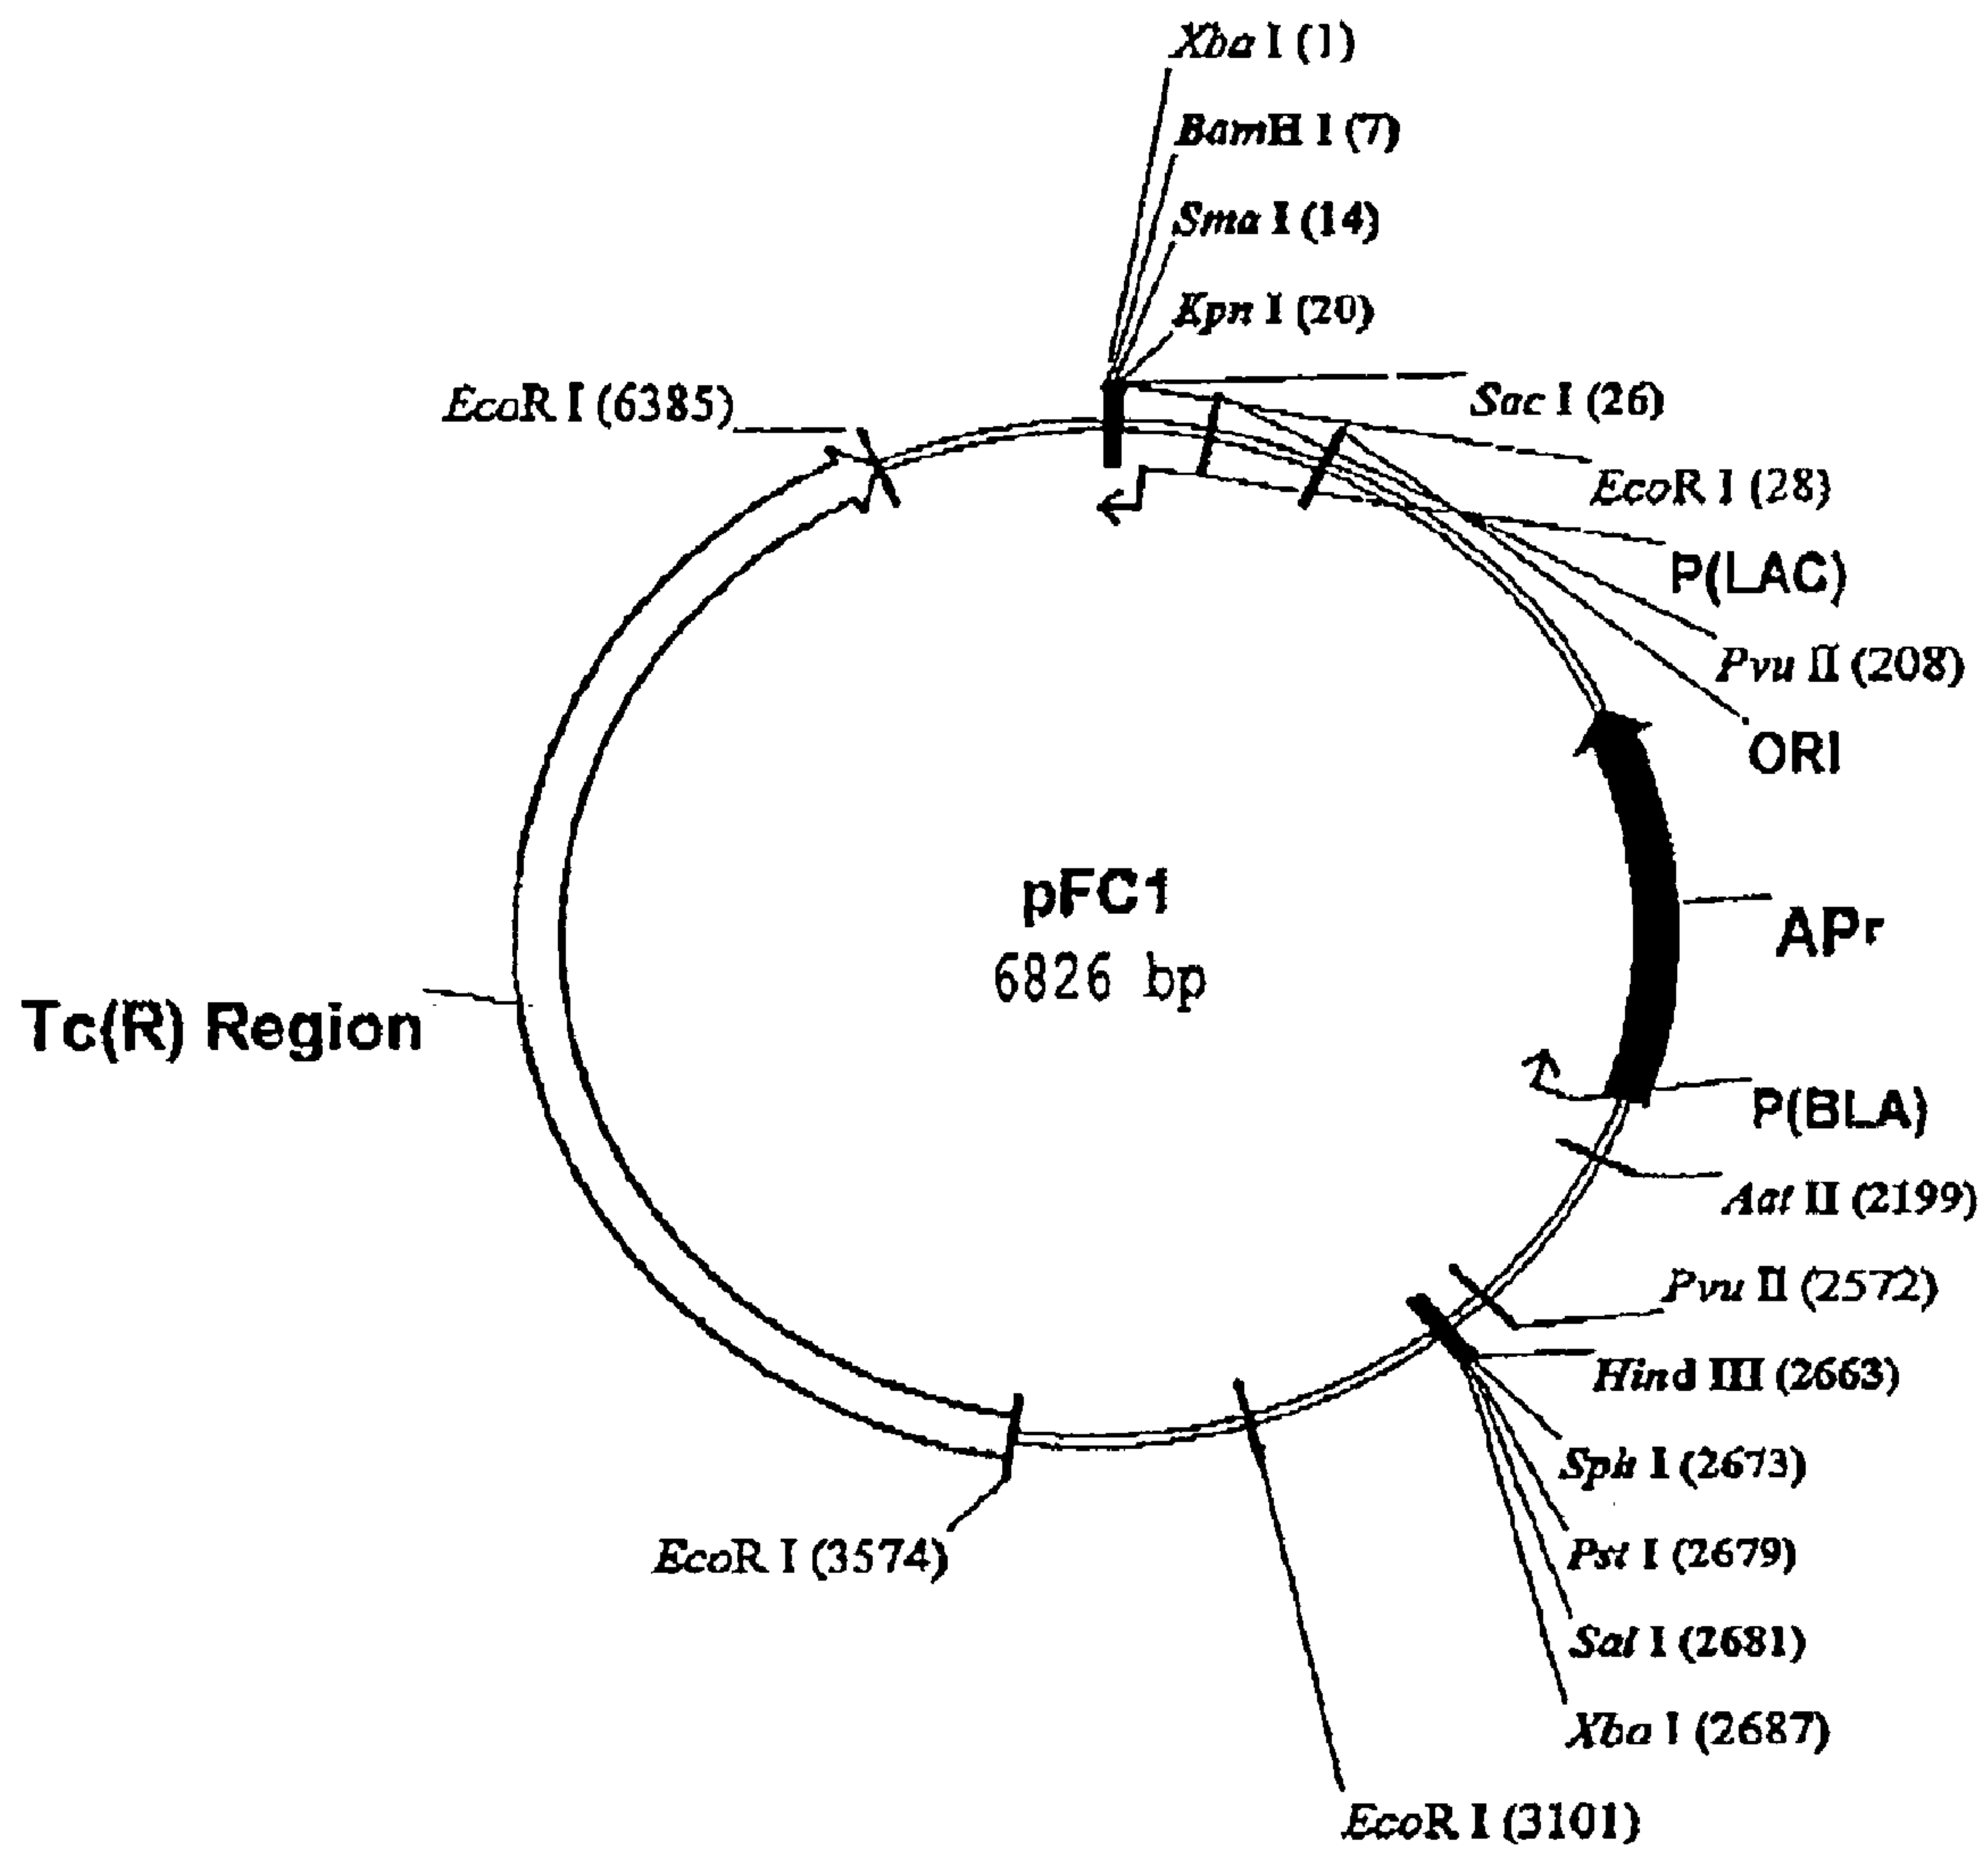 Xba I (1)
BamH I (7)
Sma I (14)
Kpn I (20)
Sac I (26)
EcoR I (6385)
EcoR I (28)
P(LAC)
Pvu II (208)
ORI
pFC1
6826 bp
APr
Tc(R) Region
P(BLA)
Aat II (2199)
Pvu II (2572)
Hind III (2663)
Sph I (2673)
EcoR I (3574)
Pst I (2679)
Sal I (2681)
Xba I (2687)
EcoR I (3101)